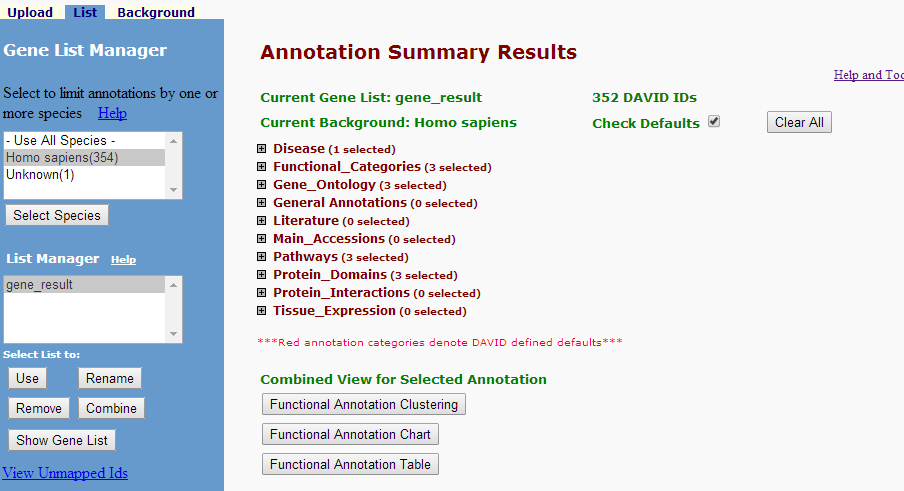 Upload List Background
Gene List Manager
Select to limit annotations by one or
more species Help
- Use All Species -
Homo sapiens(354)
Unknown(1)
Select Species
List Manager Help
gene_result
Select List to:
Use Rename
Remove Combine
Show Gene List
View Unmapped Ids
Annotation Summary Results
Help and Too
Current Gene List: gene_result 352 DAVID IDs
Current Background: Homo sapiens Check Defaults Clear All
Disease (1 selected)
Functional_Categories (3 selected)
Gene_Ontology (3 selected)
General Annotations (0 selected)
Literature (0 selected)
Main_Accessions (0 selected)
Pathways (3 selected)
Protein_Domains (3 selected)
Protein_Interactions (0 selected)
Tissue_Expression (0 selected)
***Red annotation categories denote DAVID defined defaults***
Combined View for Selected Annotation
Functional Annotation Clustering
Functional Annotation Chart
Functional Annotation Table